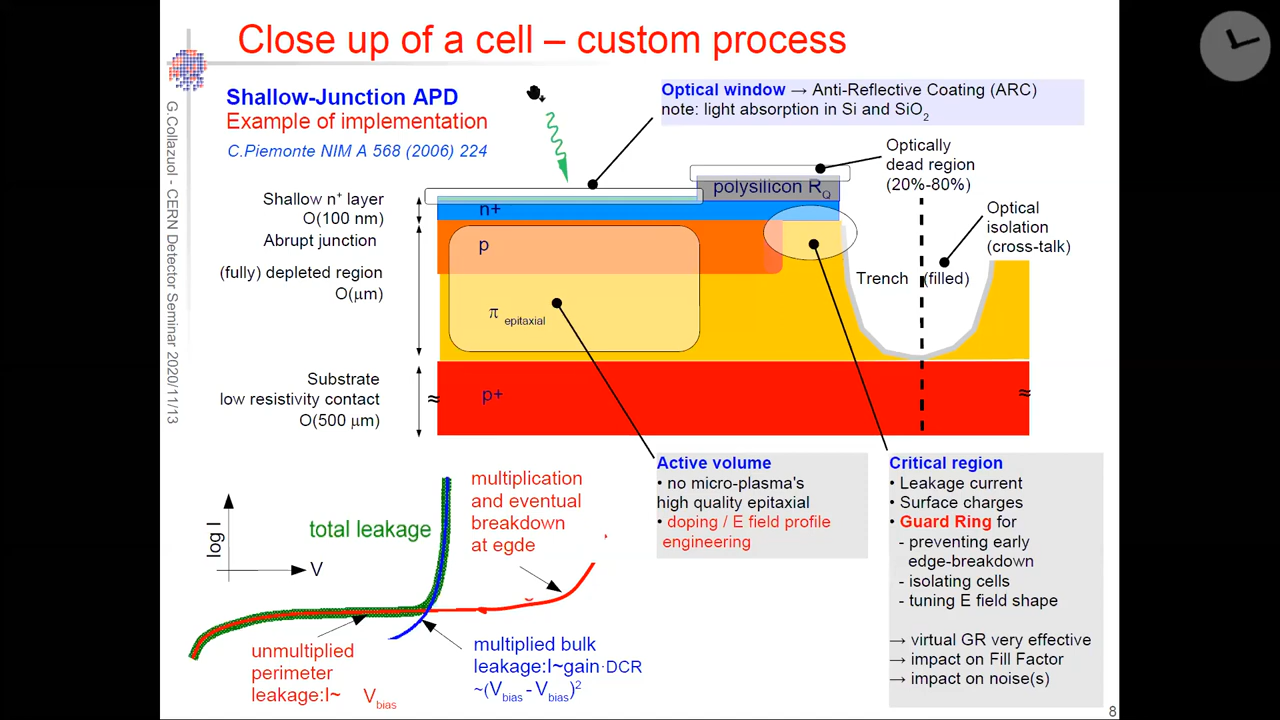 Close up of a cell – custom process
Shallow-Junction APD
Example of implementation
C.Piemonte NIM A 568 (2006) 224
Optical window → Anti-Reflective Coating (ARC)
note: light absorption in Si and SiO2
Optically
dead region
(20%-80%)
polysilicon RQ
Shallow n+ layer
O(100 nm)
n+
Optical
isolation
(cross-talk)
Abrupt junction
p
(fully) depleted region
O(μm)
Trench (filled)
π epitaxial
Substrate
low resistivity contact
O(500 μm)
≈
p+
≈
G.Collazuol - CERN Detector Seminar 2020/11/13
Active volume
• no micro-plasma's
high quality epitaxial
• doping / E field profile
engineering
Critical region
• Leakage current
• Surface charges
• Guard Ring for
- preventing early
edge-breakdown
- isolating cells
- tuning E field shape
→ virtual GR very effective
→ impact on Fill Factor
→ impact on noise(s)
log I
V
total leakage
multiplication
and eventual
breakdown
at egde
unmultiplied
perimeter
leakage:I~ Vbias
multiplied bulk
leakage:I~gain·DCR
~(Vbias - Vbias)2
8